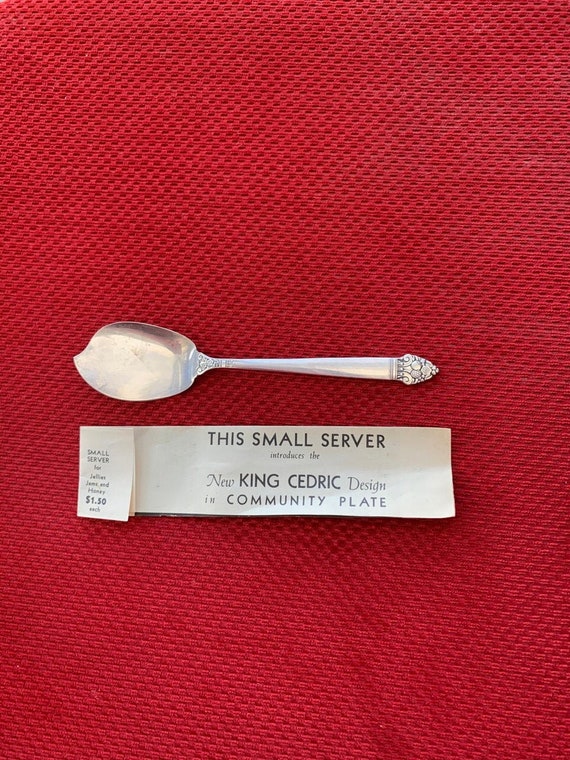 SMALL
SERVER
for
Jellies
Jams and
Honey
$1.50
each
THIS SMALL SERVER
introduces the
New KING CEDRIC Design
in COMMUNITY PLATE